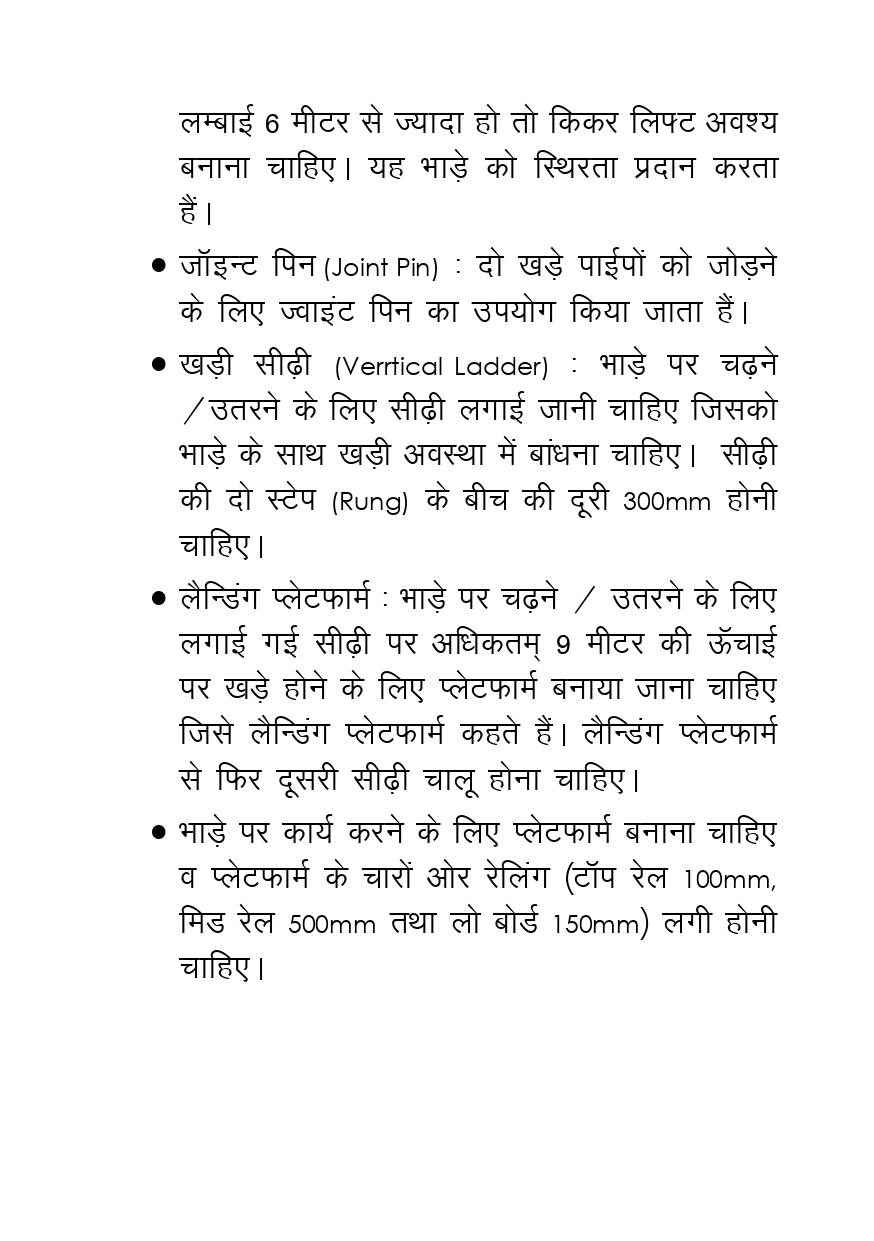 लम्बाई 6 मीटर से ज्यादा हो तो किकर लिफ्ट अवश्य
बनाना चाहिए। यह भाड़े को स्थिरता प्रदान करता
हैं।
● जॉइन्ट पिन (Joint Pin) : दो खड़े पाईपों को जोड़ने
के लिए ज्वाइंट पिन का उपयोग किया जाता हैं।
● खड़ी सीढ़ी (Verrtical Ladder) : भाड़े पर चढ़ने
/उतरने के लिए सीढ़ी लगाई जानी चाहिए जिसको
भाड़े के साथ खड़ी अवस्था में बांधना चाहिए। सीढ़ी
की दो स्टेप (Rung) के बीच की दूरी 300mm होनी
चाहिए।
● लैन्डिंग प्लेटफार्म : भाड़े पर चढ़ने / उतरने के लिए
लगाई गई सीढ़ी पर अधिकतम् 9 मीटर की ऊॅचाई
पर खड़े होने के लिए प्लेटफार्म बनाया जाना चाहिए
जिसे लैन्डिंग प्लेटफार्म कहते हैं। लैन्डिंग प्लेटफार्म
से फिर दूसरी सीढ़ी चालू होना चाहिए।
● भाड़े पर कार्य करने के लिए प्लेटफार्म बनाना चाहिए
व प्लेटफार्म के चारों ओर रेलिंग (टॉप रेल 100mm,
मिड रेल 500mm तथा लो बोर्ड 150mm) लगी होनी
चाहिए।